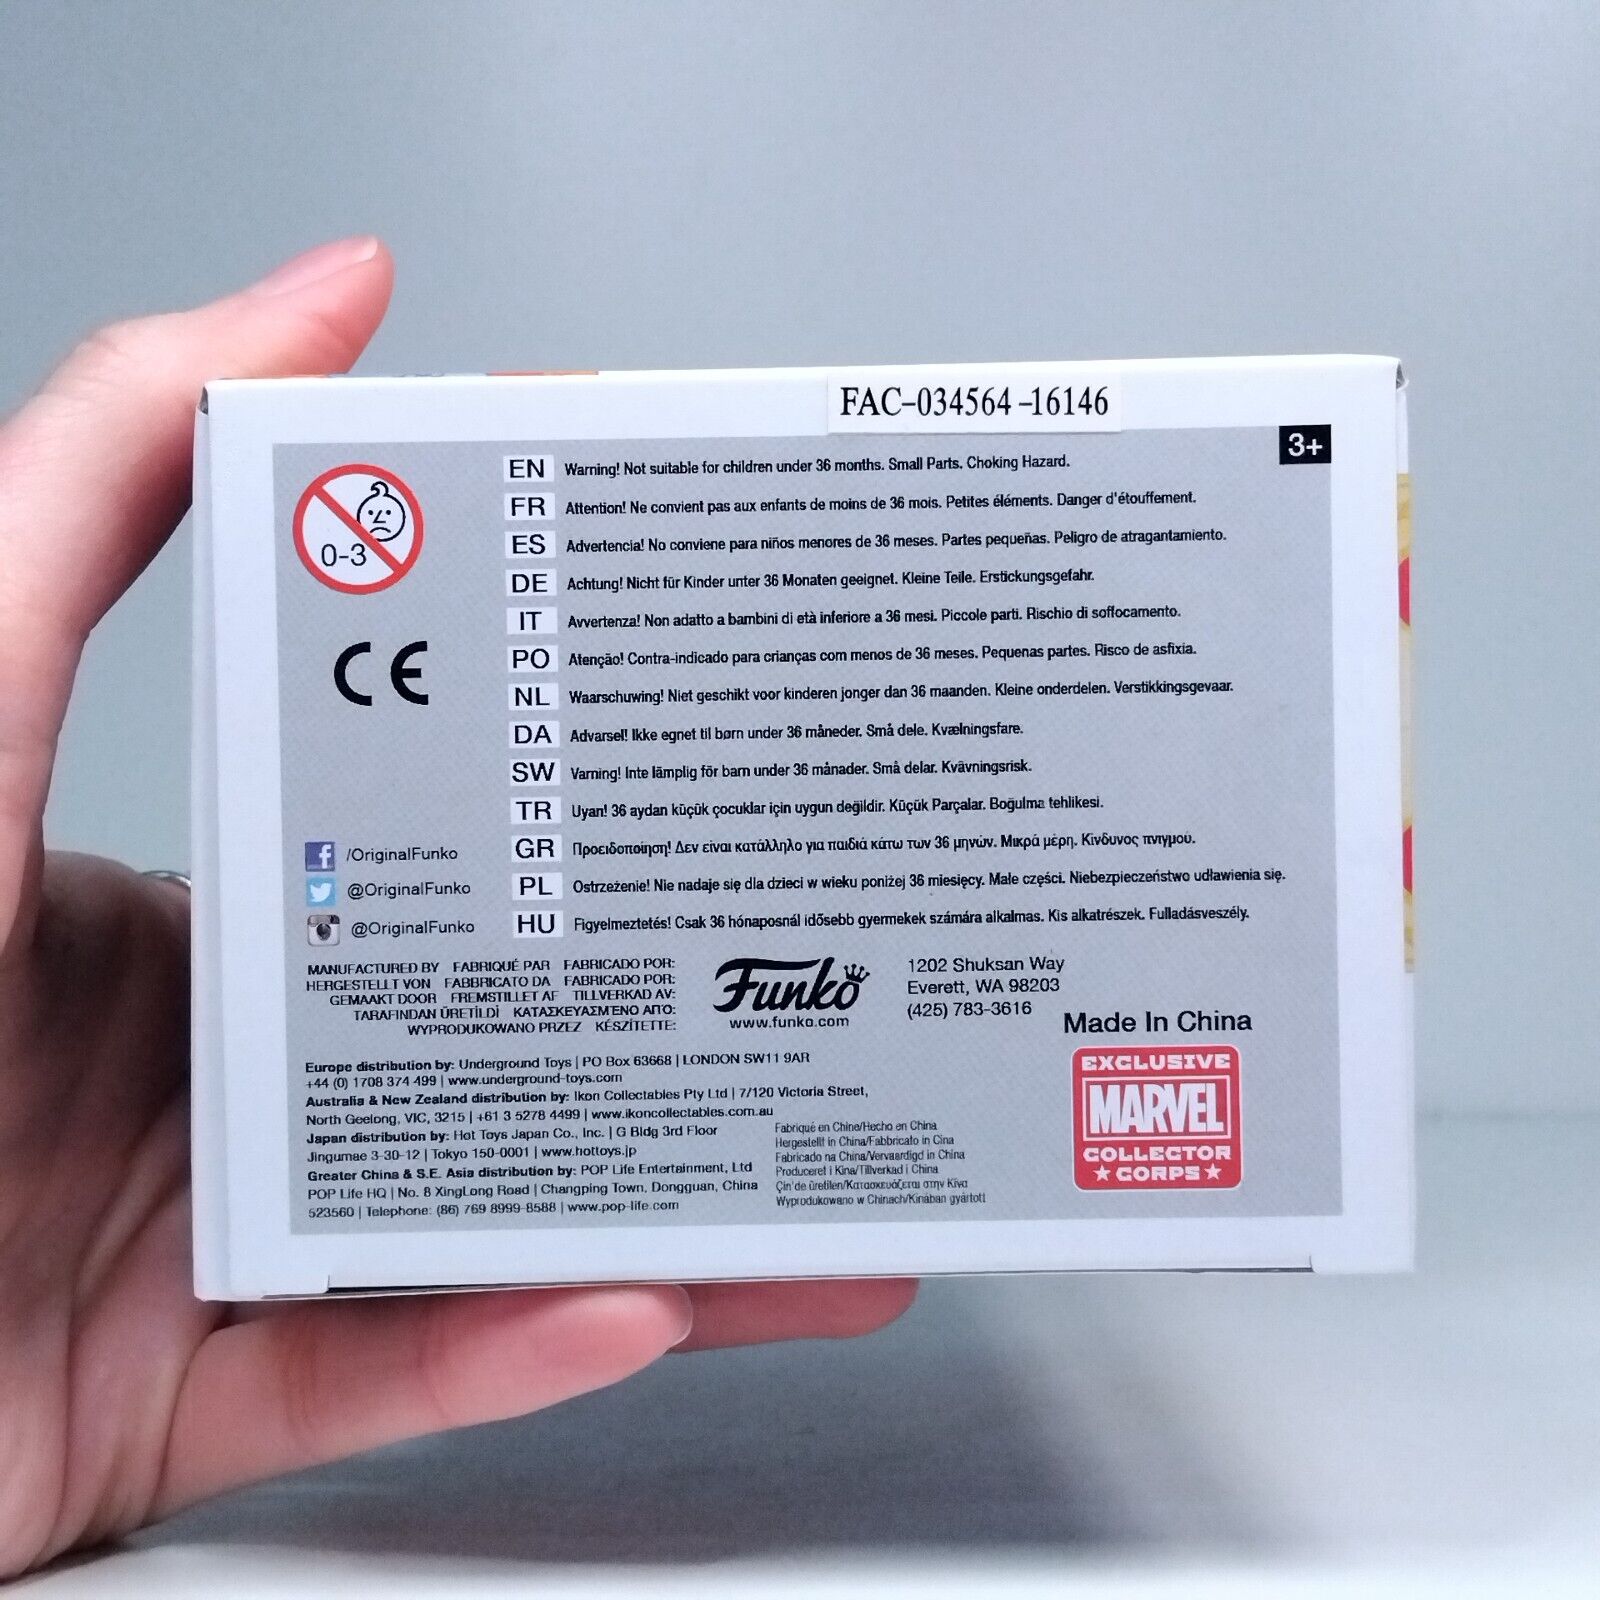 FAC-034564-16146
3+
0-3
CE
EN Warning! Not suitable for children under 36 months. Small Parts. Choking Hazard.
FR Attention! Ne convient pas aux enfants de moins de 36 mois. Petites éléments. Danger d'étouffement.
ES Advertencia! No conviene para niños menores de 36 meses. Partes pequeñas. Peligro de atragantamiento.
DE Achtung! Nicht für Kinder unter 36 Monaten geeignet. Kleine Teile. Erstickungsgefahr.
IT Avvertenza! Non adatto a bambini di età inferiore a 36 mesi. Piccole parti. Rischio di soffocamento.
PO Atenção! Contra-indicado para crianças com menos de 36 meses. Pequenas partes. Risco de asfixia.
NL Waarschuwing! Niet geschikt voor kinderen jonger dan 36 maanden. Kleine onderdelen. Verstikkingsgevaar.
DA Advarsel! Ikke egnet til børn under 36 måneder. Små dele. Kvælningsfare.
SW Varning! Inte lämplig för barn under 36 månader. Små delar. Kvävningsrisk.
TR Uyarı! 36 aydan küçük çocuklar için uygun değildir. Küçük Parçalar. Boğulma tehlikesi.
GR Προειδοποίηση! Δεν είναι κατάλληλο για παιδιά κάτω των 36 μηνών. Μικρά μέρη. Κίνδυνος πνιγμού.
PL Ostrzeżenie! Nie nadaje się dla dzieci w wieku poniżej 36 miesięcy. Małe części. Niebezpieczeństwo udławienia się.
HU Figyelmeztetés! Csak 36 hónaposnál idősebb gyermekek számára alkalmas. Kis alkatrészek. Fulladásveszély.
/OriginalFunko
@OriginalFunko
@OriginalFunko
MANUFACTURED BY FABRIQUÉ PAR FABRICADO POR:
HERGESTELLT VON FABBRICATO DA FABRICADO POR:
GEMAAKT DOOR FREMSTILLET AF TILLVERKAD AV:
TARAFINDAN ÜRETİLDİ ΚΑΤΑΣΚΕΥΑΣΜΈΝΟ ΑΠΌ:
WYPRODUKOWANO PRZEZ KÉSZÍTETTE:
Funko
www.funko.com
1202 Shuksan Way
Everett, WA 98203
(425) 783-3616
Made In China
Europe distribution by: Underground Toys | PO Box 63668 | LONDON SW11 9AR
+44 (0) 1708 374 499 | www.underground-toys.com
Australia & New Zealand distribution by: Ikon Collectables Pty Ltd | 7/120 Victoria Street,
North Geelong, VIC, 3215 | +61 3 5278 4499 | www.ikoncollectables.com.au
Japan distribution by: Hot Toys Japan Co., Inc. | G Bldg 3rd Floor
Jingumae 3-30-12 | Tokyo 150-0001 | www.hottoys.jp
Greater China & S.E. Asia distribution by: POP Life Entertainment, Ltd
POP Life HQ | No. 8 XingLong Road | Changping Town, Dongguan, China
523560 | Telephone: (86) 769 8999-8588 | www.pop-life.com
Fabriqué en Chine/Hecho en China
Hergestellt in China/Fabbricato in Cina
Fabricado na China/Vervaardigd in China
Produceret i Kina/Tillverkad i China
Çin'de üretilen/Κατασκευάζεται στην Κίνα
Wyprodukowano w Chinach/Kínában gyártott
EXCLUSIVE
MARVEL
COLLECTOR
CORPS